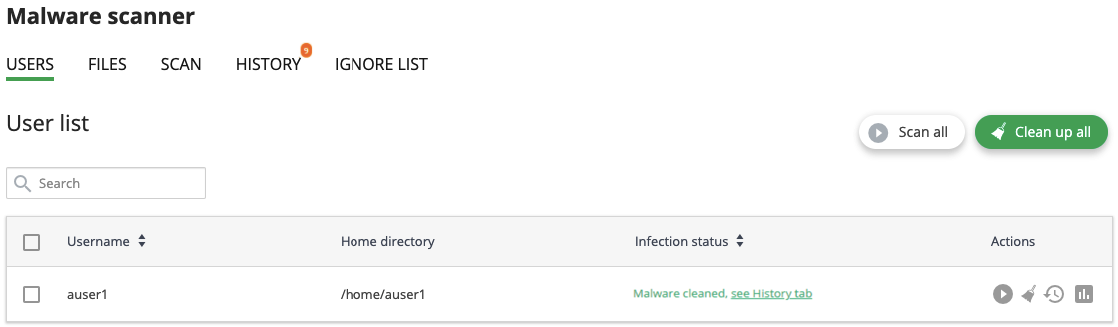 Malware scanner
USERS FILES SCAN HISTORY 9 IGNORE LIST
User list
Scan all Clean up all
Search
Username Home directory Infection status Actions
auser1 /home/auser1 Malware cleaned, see History tab